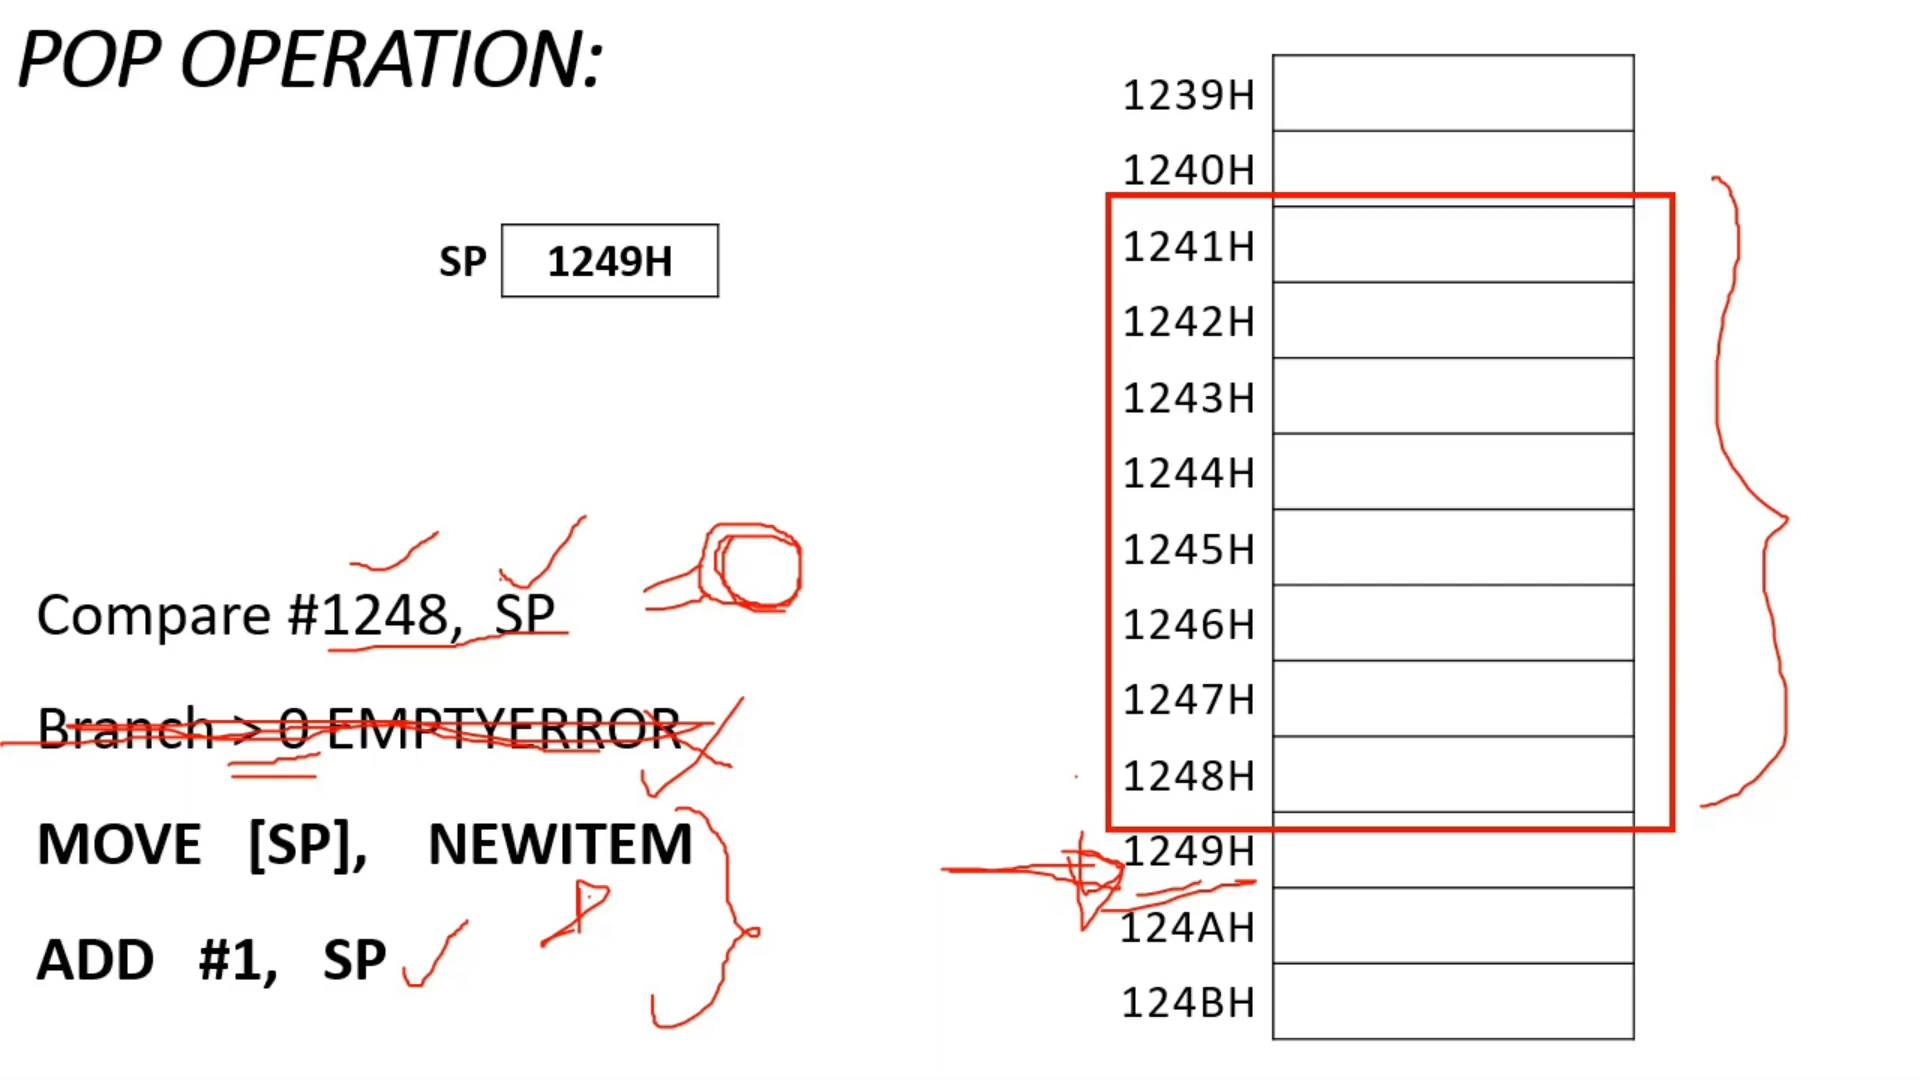 POP OPERATION:
SP 1249H
Compare #1248, SP
Branch > 0 EMPTYERROR
MOVE [SP], NEWITEM
ADD #1, SP
1239H
1240H
1241H
1242H
1243H
1244H
1245H
1246H
1247H
1248H
1249H
124AH
124BH